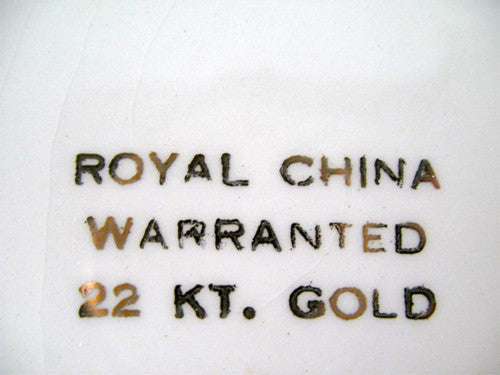 ROYAL CHINA
WARRANTED
22 KT. GOLD